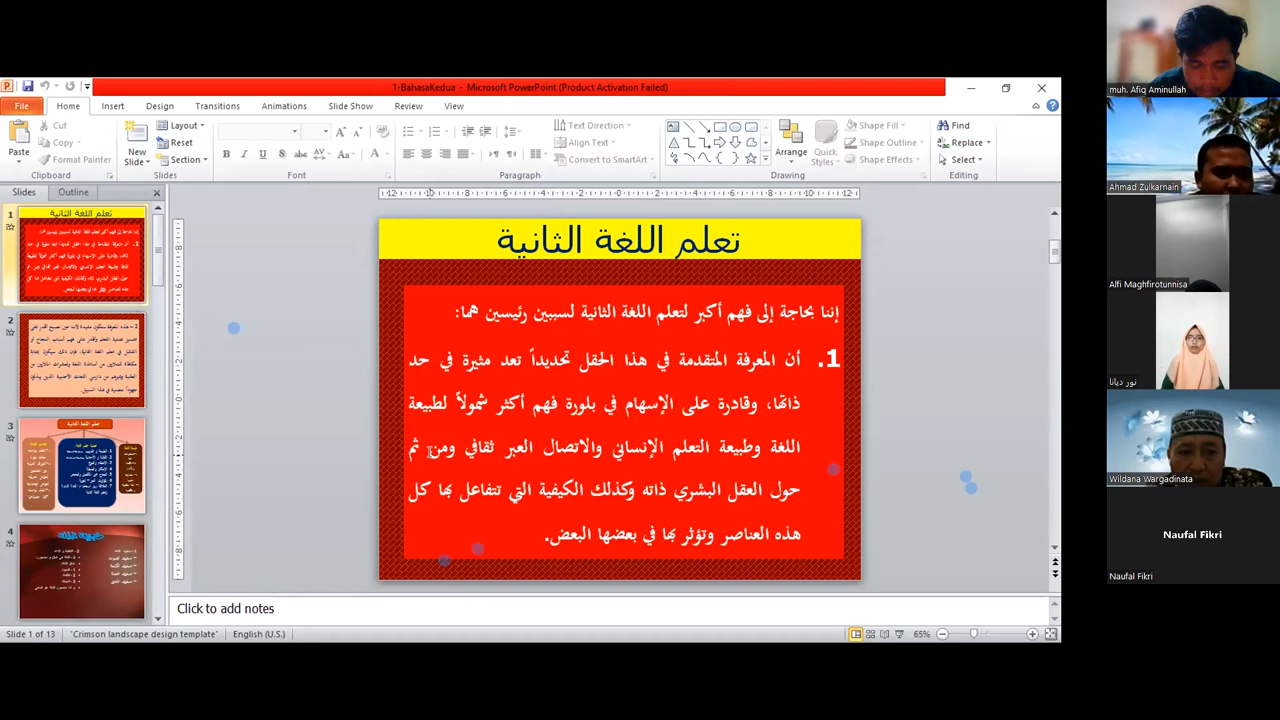 1-BahasaKedua - Microsoft PowerPoint (Product Activation Failed)
File Home Insert Design Transitions Animations Slide Show Review View
Paste
Cut
Copy
Format Painter
Clipboard
New Slide
Layout
Reset
Section
Slides
Font
Text Direction
Align Text
Convert to SmartArt
Paragraph
Arrange
Quick Styles
Shape Fill
Shape Outline
Shape Effects
Drawing
Find
Replace
Select
Editing
Slides Outline
1
2
3
4
تعلم اللغة الثانية
إننا بحاجة إلى فهم أكبر لتعلم اللغة الثانية لسببين رئيسين هما:
1. أن المعرفة المتقدمة في هذا الحقل تحديداً تعد مثيرة في حد
ذاتها، وقادرة على الإسهام في بلورة فهم أكثر شمولاً لطبيعة
اللغة وطبيعة التعلم الإنساني والاتصال العبر ثقافي ومن ثم
حول العقل البشري ذاته وكذلك الكيفية التي تتفاعل بها كل
هذه العناصر وتؤثر بها في بعضها البعض.
Click to add notes
Slide 1 of 13 "Crimson landscape design template" English (U.S.) 65%
muh. Afiq Aminullah
Ahmad Zulkarnain
Alfi Maghfirotunnisa
نور ديانا
Wildana Wargadinata
Naufal Fikri
Naufal Fikri